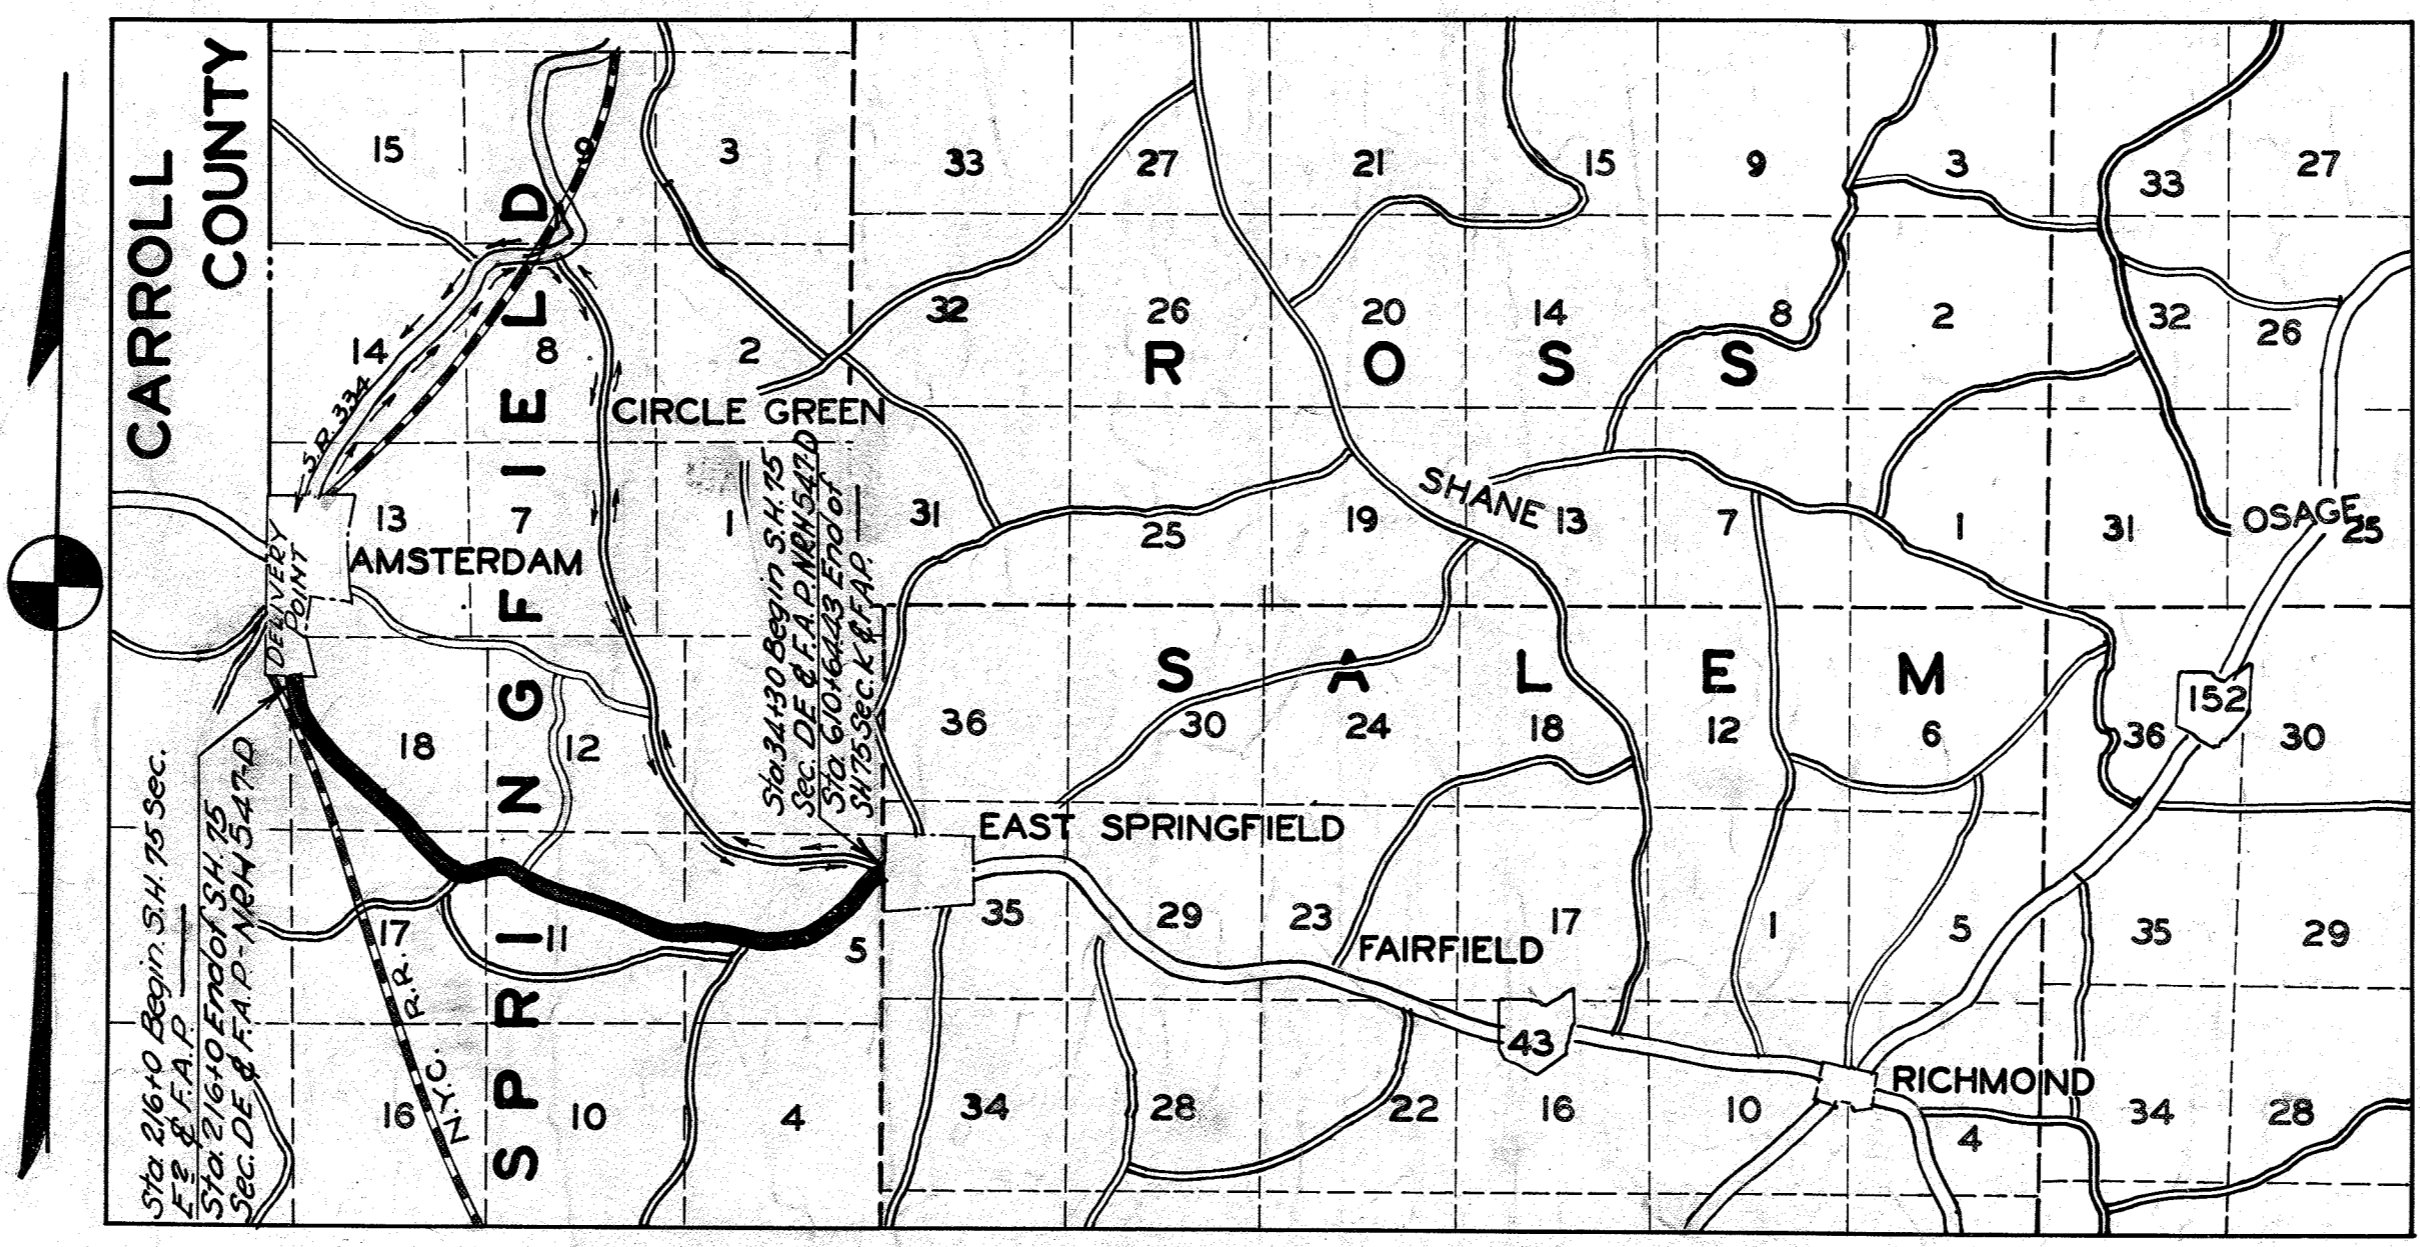 CARROLL
COUNTY
15
9
3
33
27
21
15
9
3
33
27
14
8
2
32
26
20
14
8
2
32
26
S.R. 334
R O S S
CIRCLE GREEN
13
7
1
31
25
19
SHANE
13
7
1
31
OSAGE
25
AMSTERDAM
DELIVERY
POINT
SPRINGFIELD
Sta. 34+30 Begin S.H. 75
Sec. DE & F.A.P. NRH 547-D
Sta. 610+64.43 End of
SH 75 Sec. K & FAP.
S A L E M
18
12
36
30
24
18
12
6
36
152
30
EAST SPRINGFIELD
17
11
5
35
29
23
FAIRFIELD
17
1
5
35
29
Sta. 216+0 Begin. S.H. 75 Sec.
& F.A.P.
Sta. 216+0 End of S.H. 75
Sec. DE & F.A.P-NRH 547-D
N.Y.C. R.R.
43
RICHMOND
16
10
4
34
28
22
16
10
4
34
28